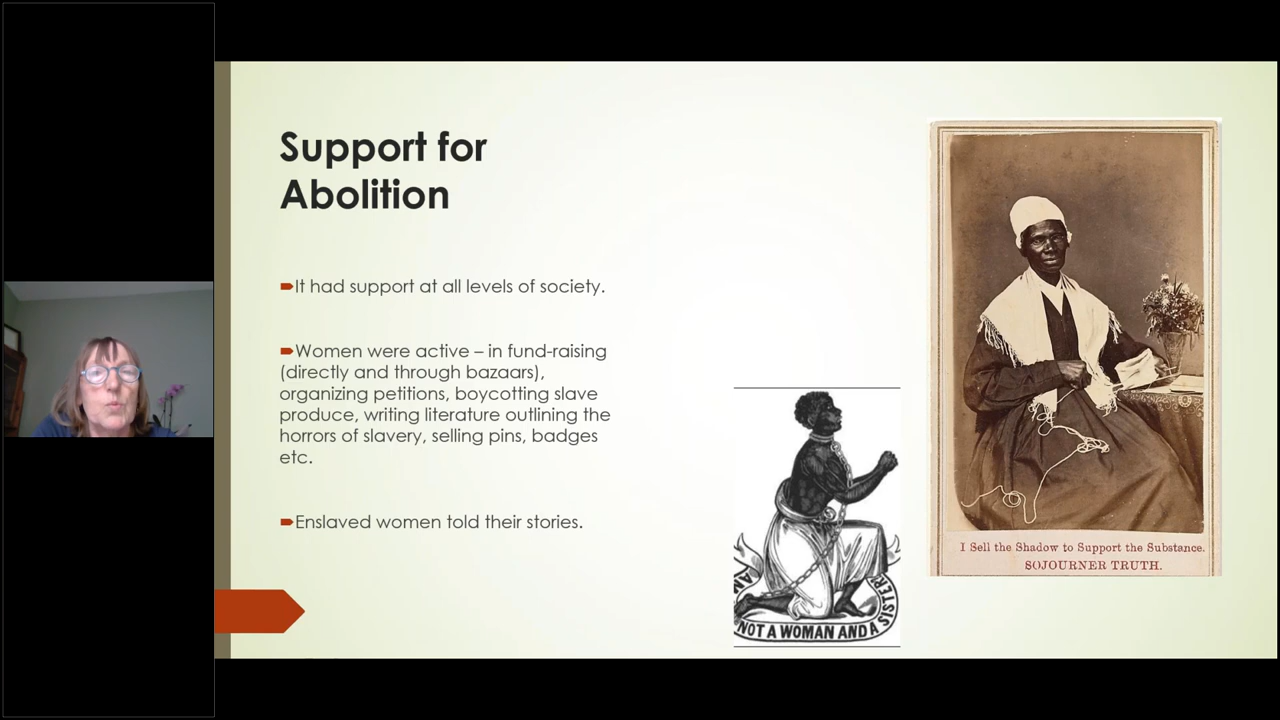 Support for
Abolition
It had support at all levels of society.
Women were active – in fund-raising
(directly and through bazaars),
organizing petitions, boycotting slave
produce, writing literature outlining the
horrors of slavery, selling pins, badges
etc.
Enslaved women told their stories.
AM NOT A WOMAN AND A SISTER
I Sell the Shadow to Support the Substance.
SOJOURNER TRUTH.